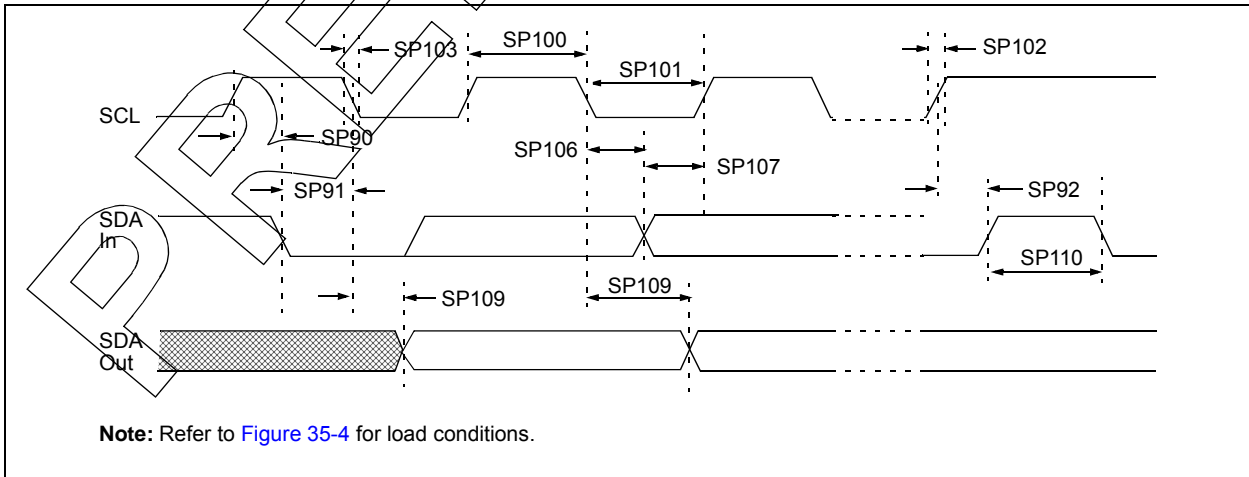 SP103
SP100
SP101
SP102
SCL
SP90
SP106
SP107
SP91
SP92
SDA
In
SP110
SP109
SP109
SDA
Out
Note: Refer to Figure 35-4 for load conditions.